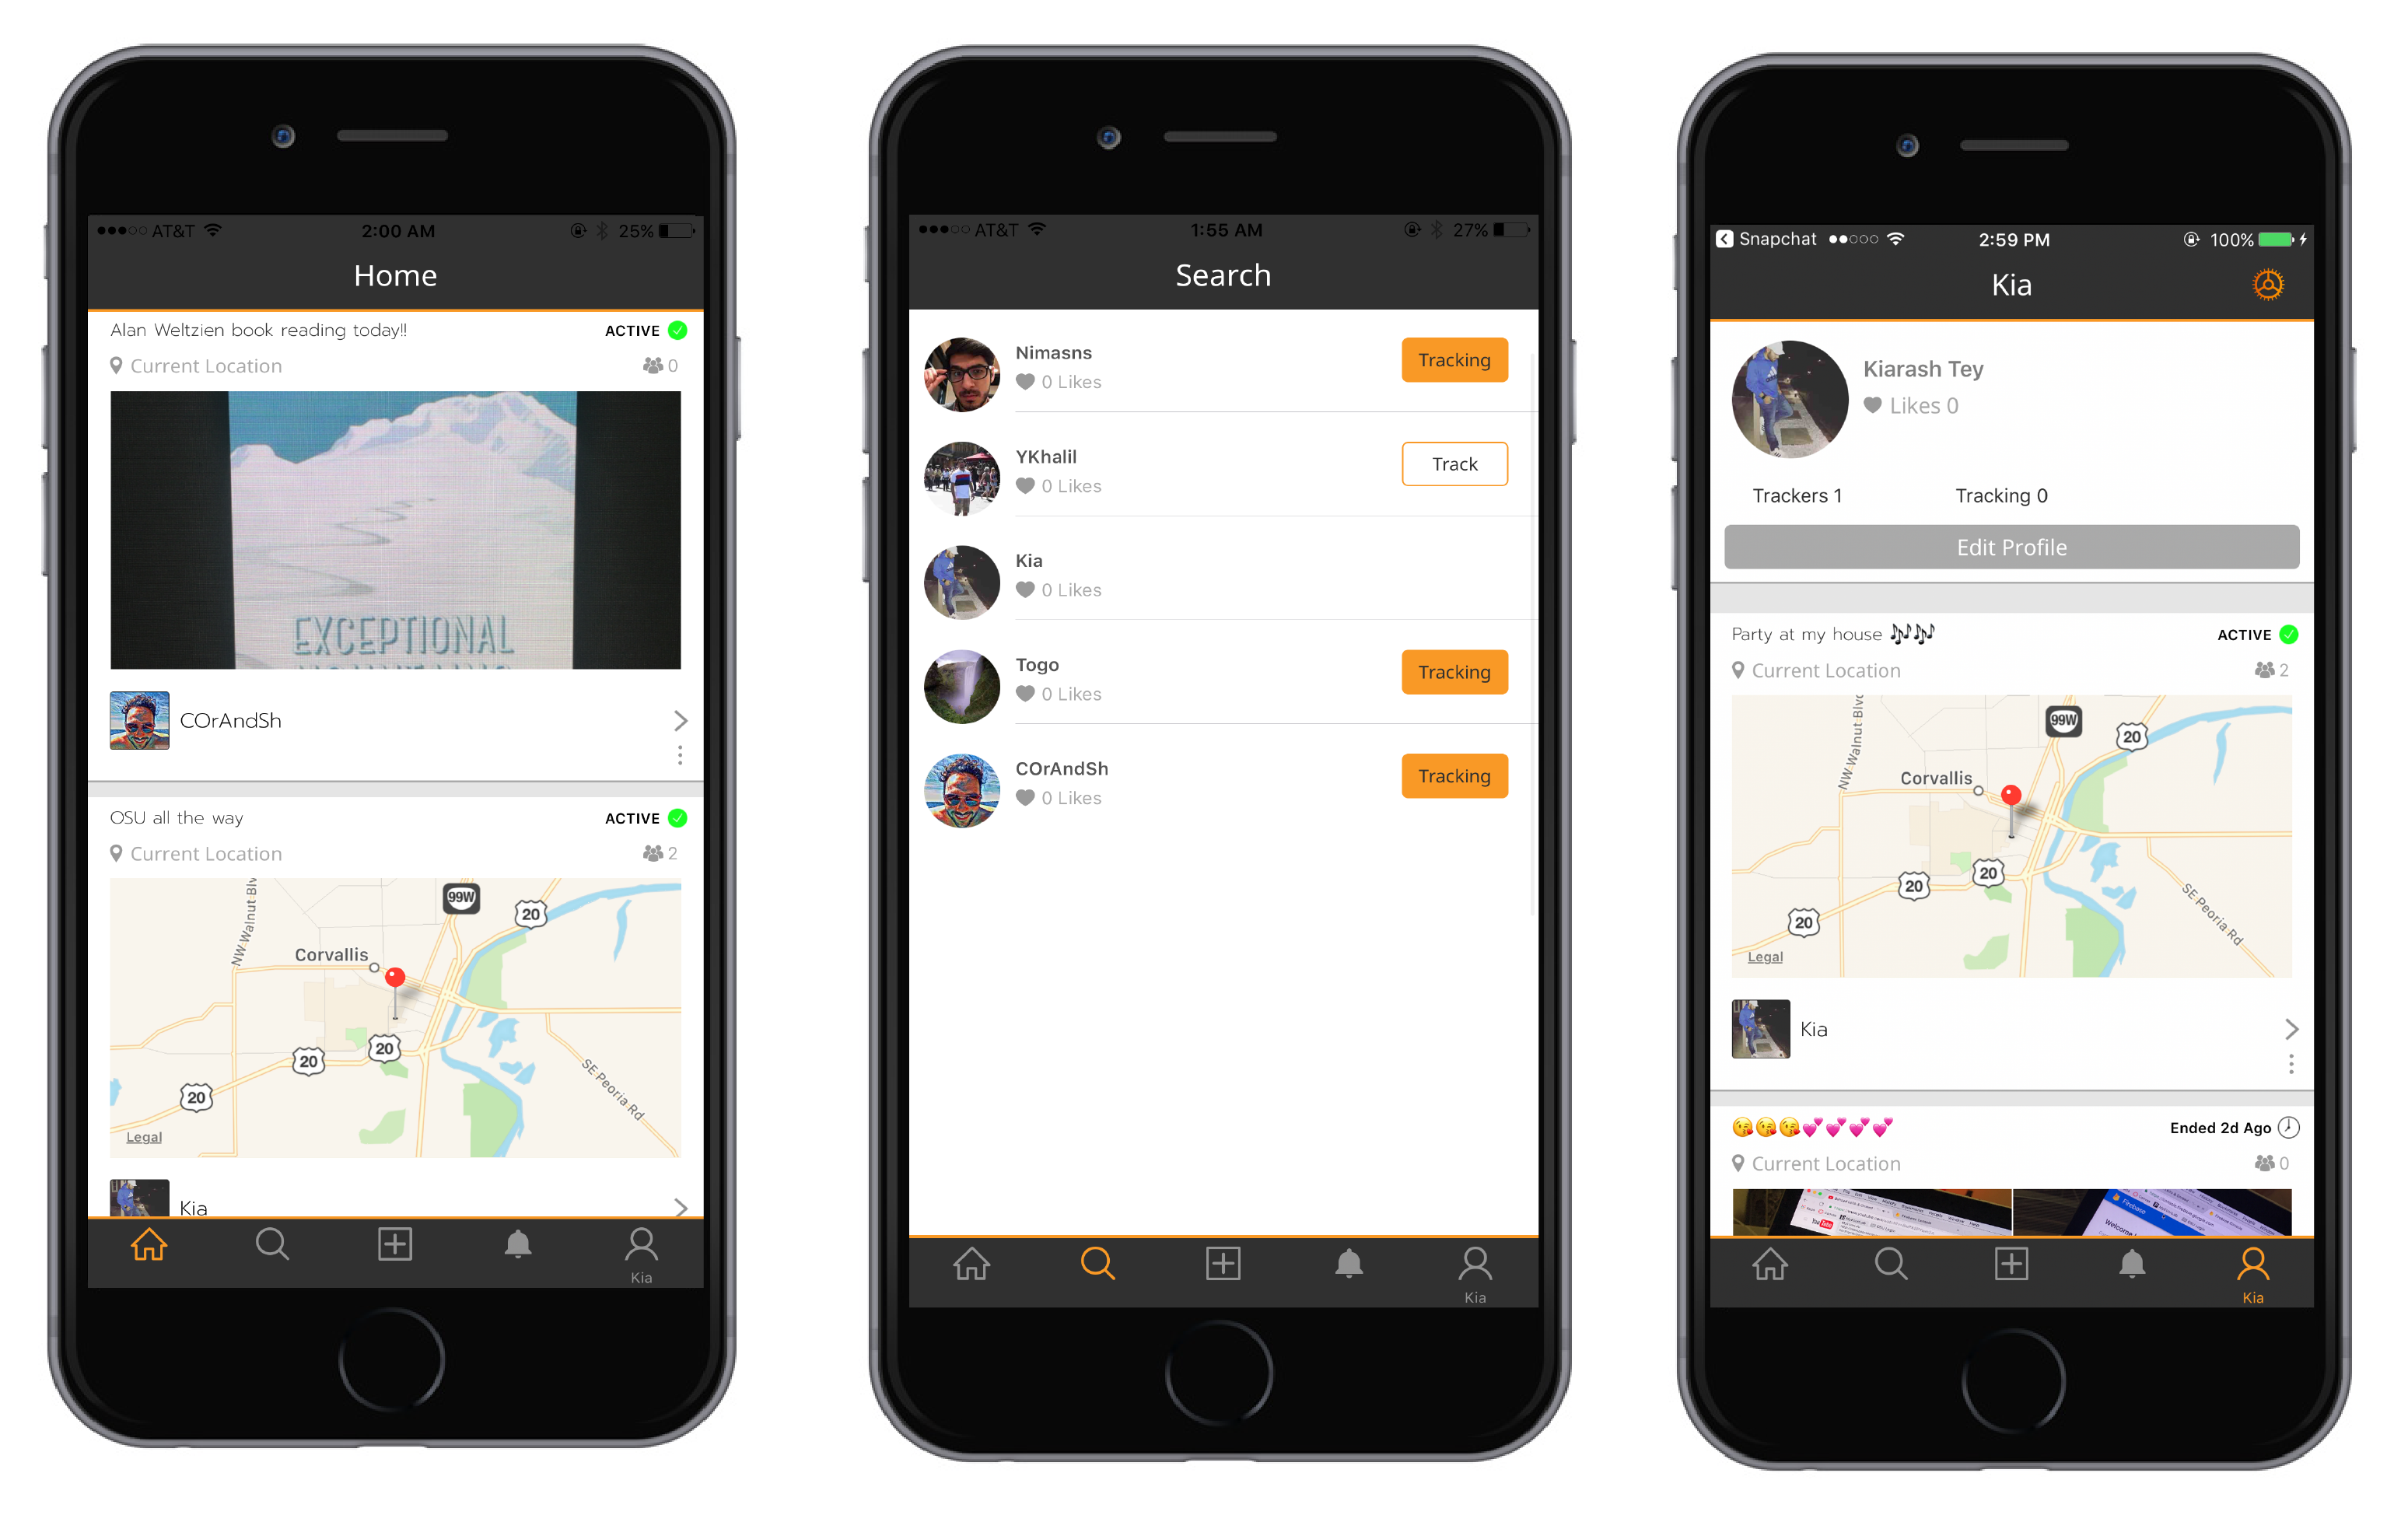 AT&T 2:00 AM 25%
Home
Alan Weltzien book reading today!!
ACTIVE
Current Location
0
EXCEPTIONAL
COrAndSh
OSU all the way
ACTIVE
Current Location
2
99W
20
NW Walnut Blv
Corvallis
20
20
20
SE Peoria Rd
Legal
Kia
Kia
AT&T 1:55 AM 27%
Search
Nimasns
0 Likes
Tracking
YKhalil
0 Likes
Track
Kia
0 Likes
Togo
0 Likes
Tracking
COrAndSh
0 Likes
Tracking
Kia
Snapchat 2:59 PM 100%
Kia
Kiarash Tey
Likes 0
Trackers 1 Tracking 0
Edit Profile
Party at my house 🎶🎶
ACTIVE
Current Location
2
NW Walnut Blvd
99W
20
Corvallis
20
20
20
SE Peoria Rd
Legal
Kia
😘😘😘💕💕💕💕
Ended 2d Ago
Current Location
0
YouTube
Firebase
Welcome
Kia